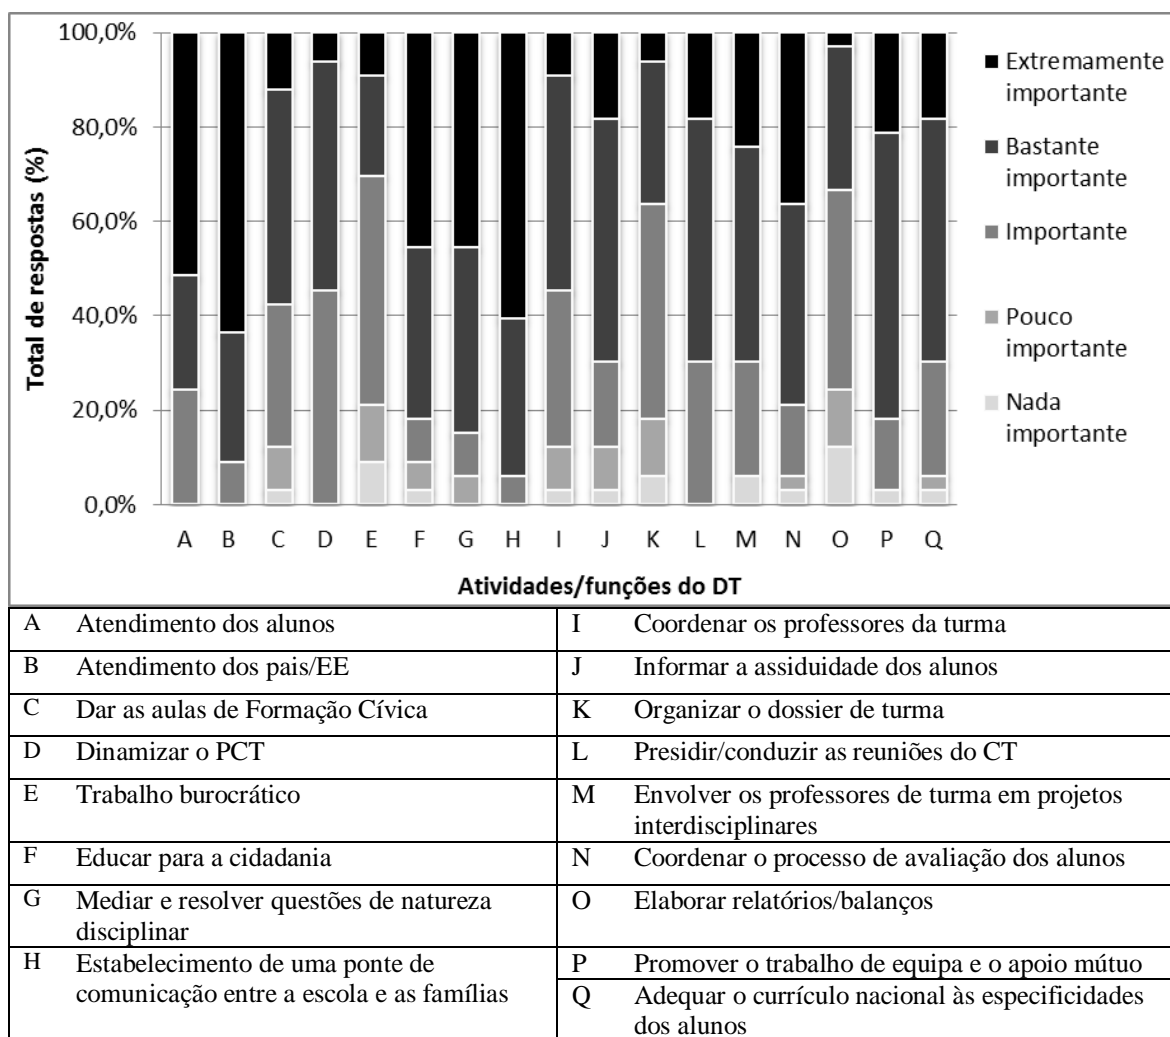 100,0%
80,0%
60,0%
40,0%
20,0%
0,0%
Total de respostas (%)
A B C D E F G H I J K L M N O P Q
Atividades/funções do DT
Extremamente
importante
Bastante
importante
Importante
Pouco
importante
Nada
importante
A Atendimento dos alunos
I Coordenar os professores da turma
B Atendimento dos pais/EE
J Informar a assiduidade dos alunos
C Dar as aulas de Formação Cívica
K Organizar o dossier de turma
D Dinamizar o PCT
L Presidir/conduzir as reuniões do CT
E Trabalho burocrático
M Envolver os professores de turma em projetos
interdisciplinares
F Educar para a cidadania
N Coordenar o processo de avaliação dos alunos
G Mediar e resolver questões de natureza
disciplinar
O Elaborar relatórios/balanços
H Estabelecimento de uma ponte de
comunicação entre a escola e as famílias
P Promover o trabalho de equipa e o apoio mútuo
Q Adequar o currículo nacional às especificidades
dos alunos